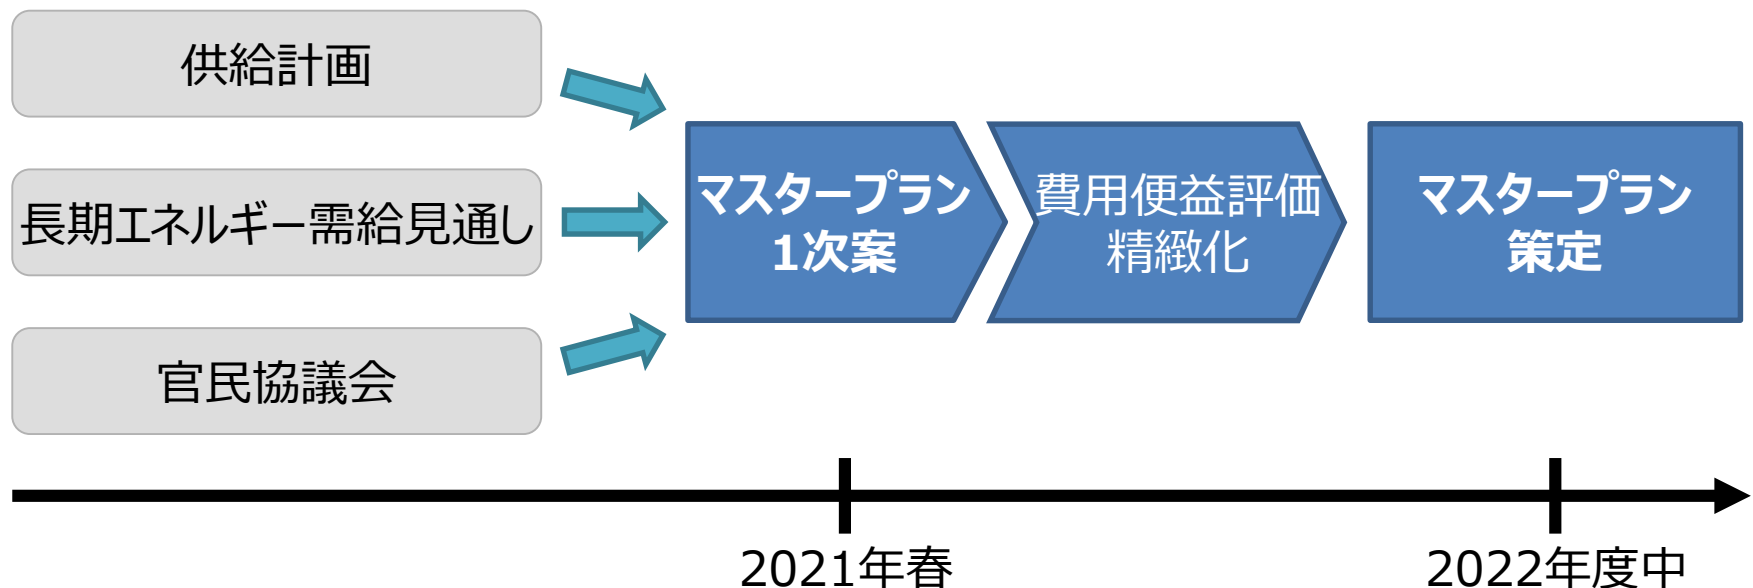 供給計画
長期エネルギー需給見通し
官民協議会
マスタープラン
1次案
費用便益評価
精緻化
マスタープラン
策定
2021年春
2022年度中